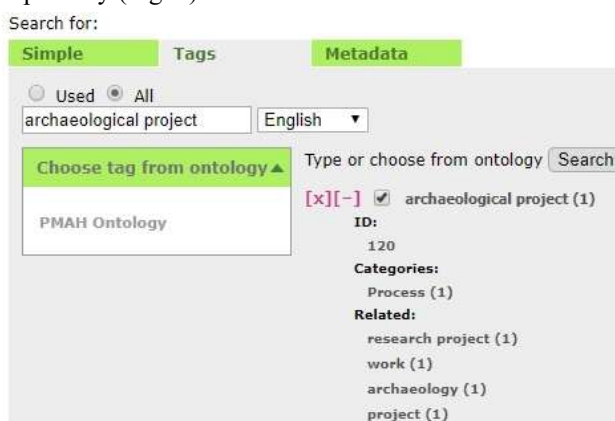 Search for:
Simple Tags Metadata
Used All
archaeological project English ▼
Choose tag from ontology ▲ Type or choose from ontology Search
[x][-] archaeological project (1)
PMAH Ontology
ID:
120
Categories:
Process (1)
Related:
research project (1)
work (1)
archaeology (1)
project (1)